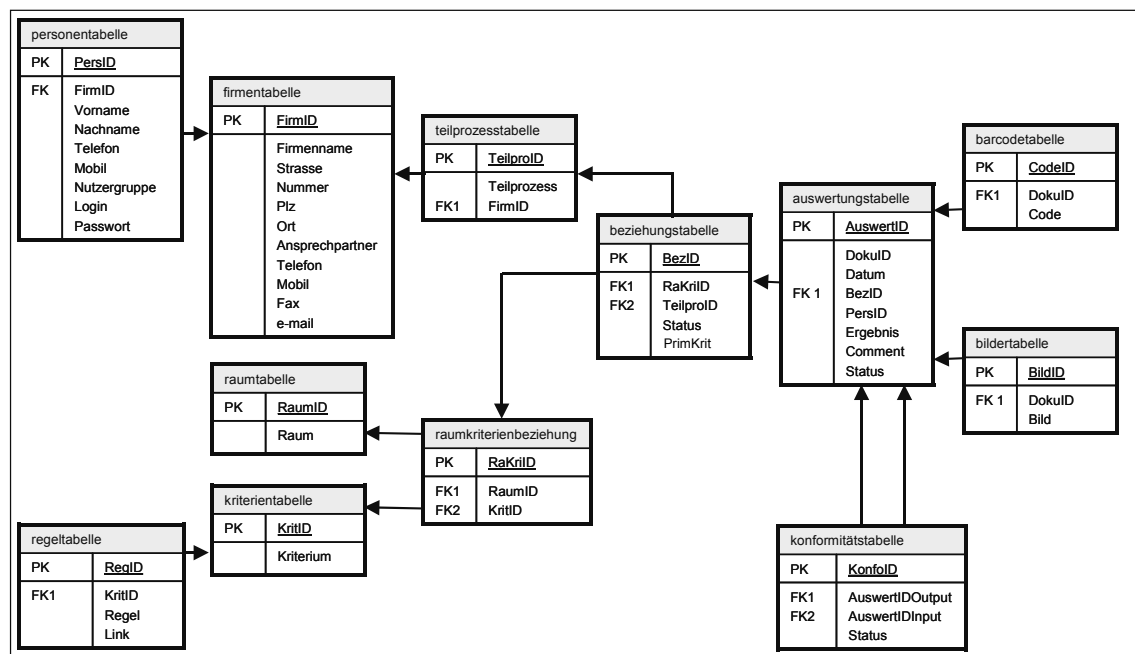 personentabelle
PK PersID
FK FirmID
Vorname
Nachname
Telefon
Mobil
Nutzergruppe
Login
Passwort
firmentabelle
PK FirmID
Firmenname
Strasse
Nummer
Plz
Ort
Ansprechpartner
Telefon
Mobil
Fax
e-mail
teilprozesstabelle
PK TeilproID
Teilprozess
FK1 FirmID
beziehungstabelle
PK BezID
FK1 RaKriID
FK2 TeilproID
Status
PrimKrit
auswertungstabelle
PK AuswertID
DokuID
Datum
FK 1 BezID
PersID
Ergebnis
Comment
Status
barcodetabelle
PK CodeID
FK1 DokuID
Code
bildertabelle
PK BildID
FK 1 DokuID
Bild
raumtabelle
PK RaumID
Raum
raumkriterienbeziehung
PK RaKriID
FK1 RaumID
FK2 KritID
kriterientabelle
PK KritID
Kriterium
regeltabelle
PK RegID
FK1 KritID
Regel
Link
konformitätstabelle
PK KonfoID
FK1 AuswertIDOutput
FK2 AuswertIDInput
Status